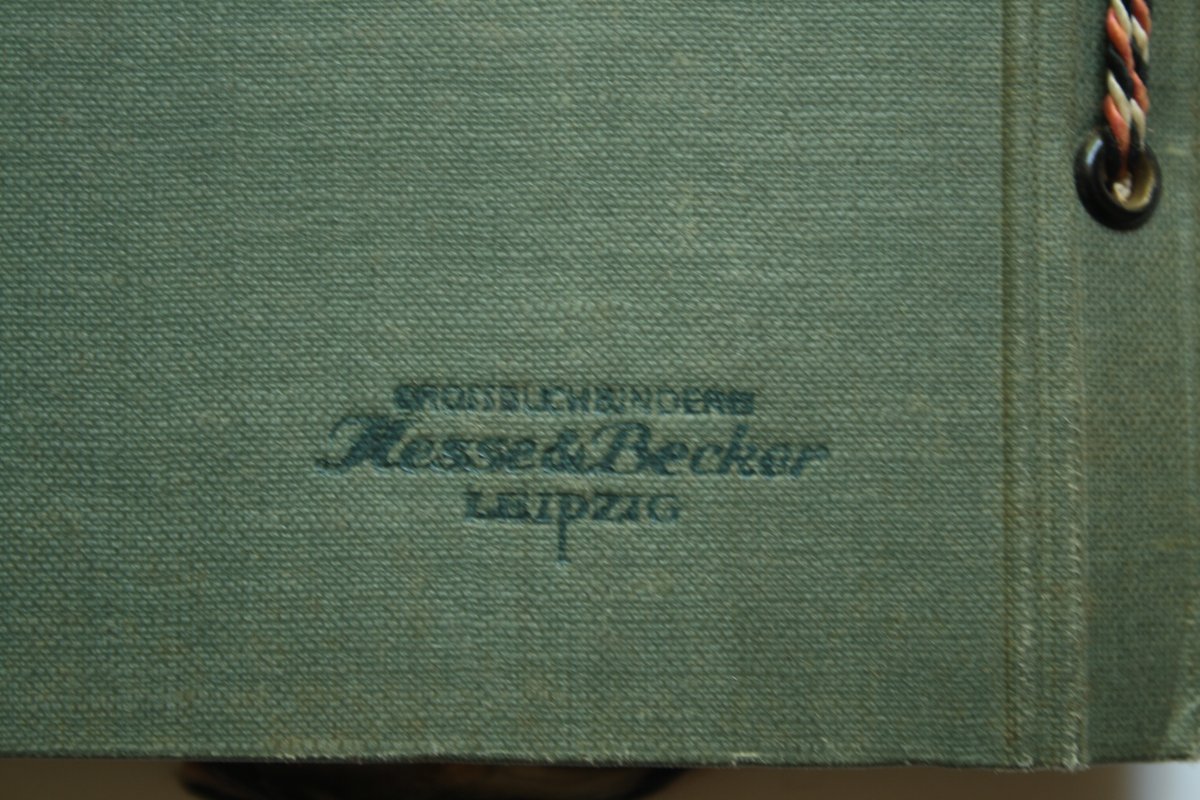 GROSSBUCHBINDEREI
Hesse & Becker
LEIPZIG